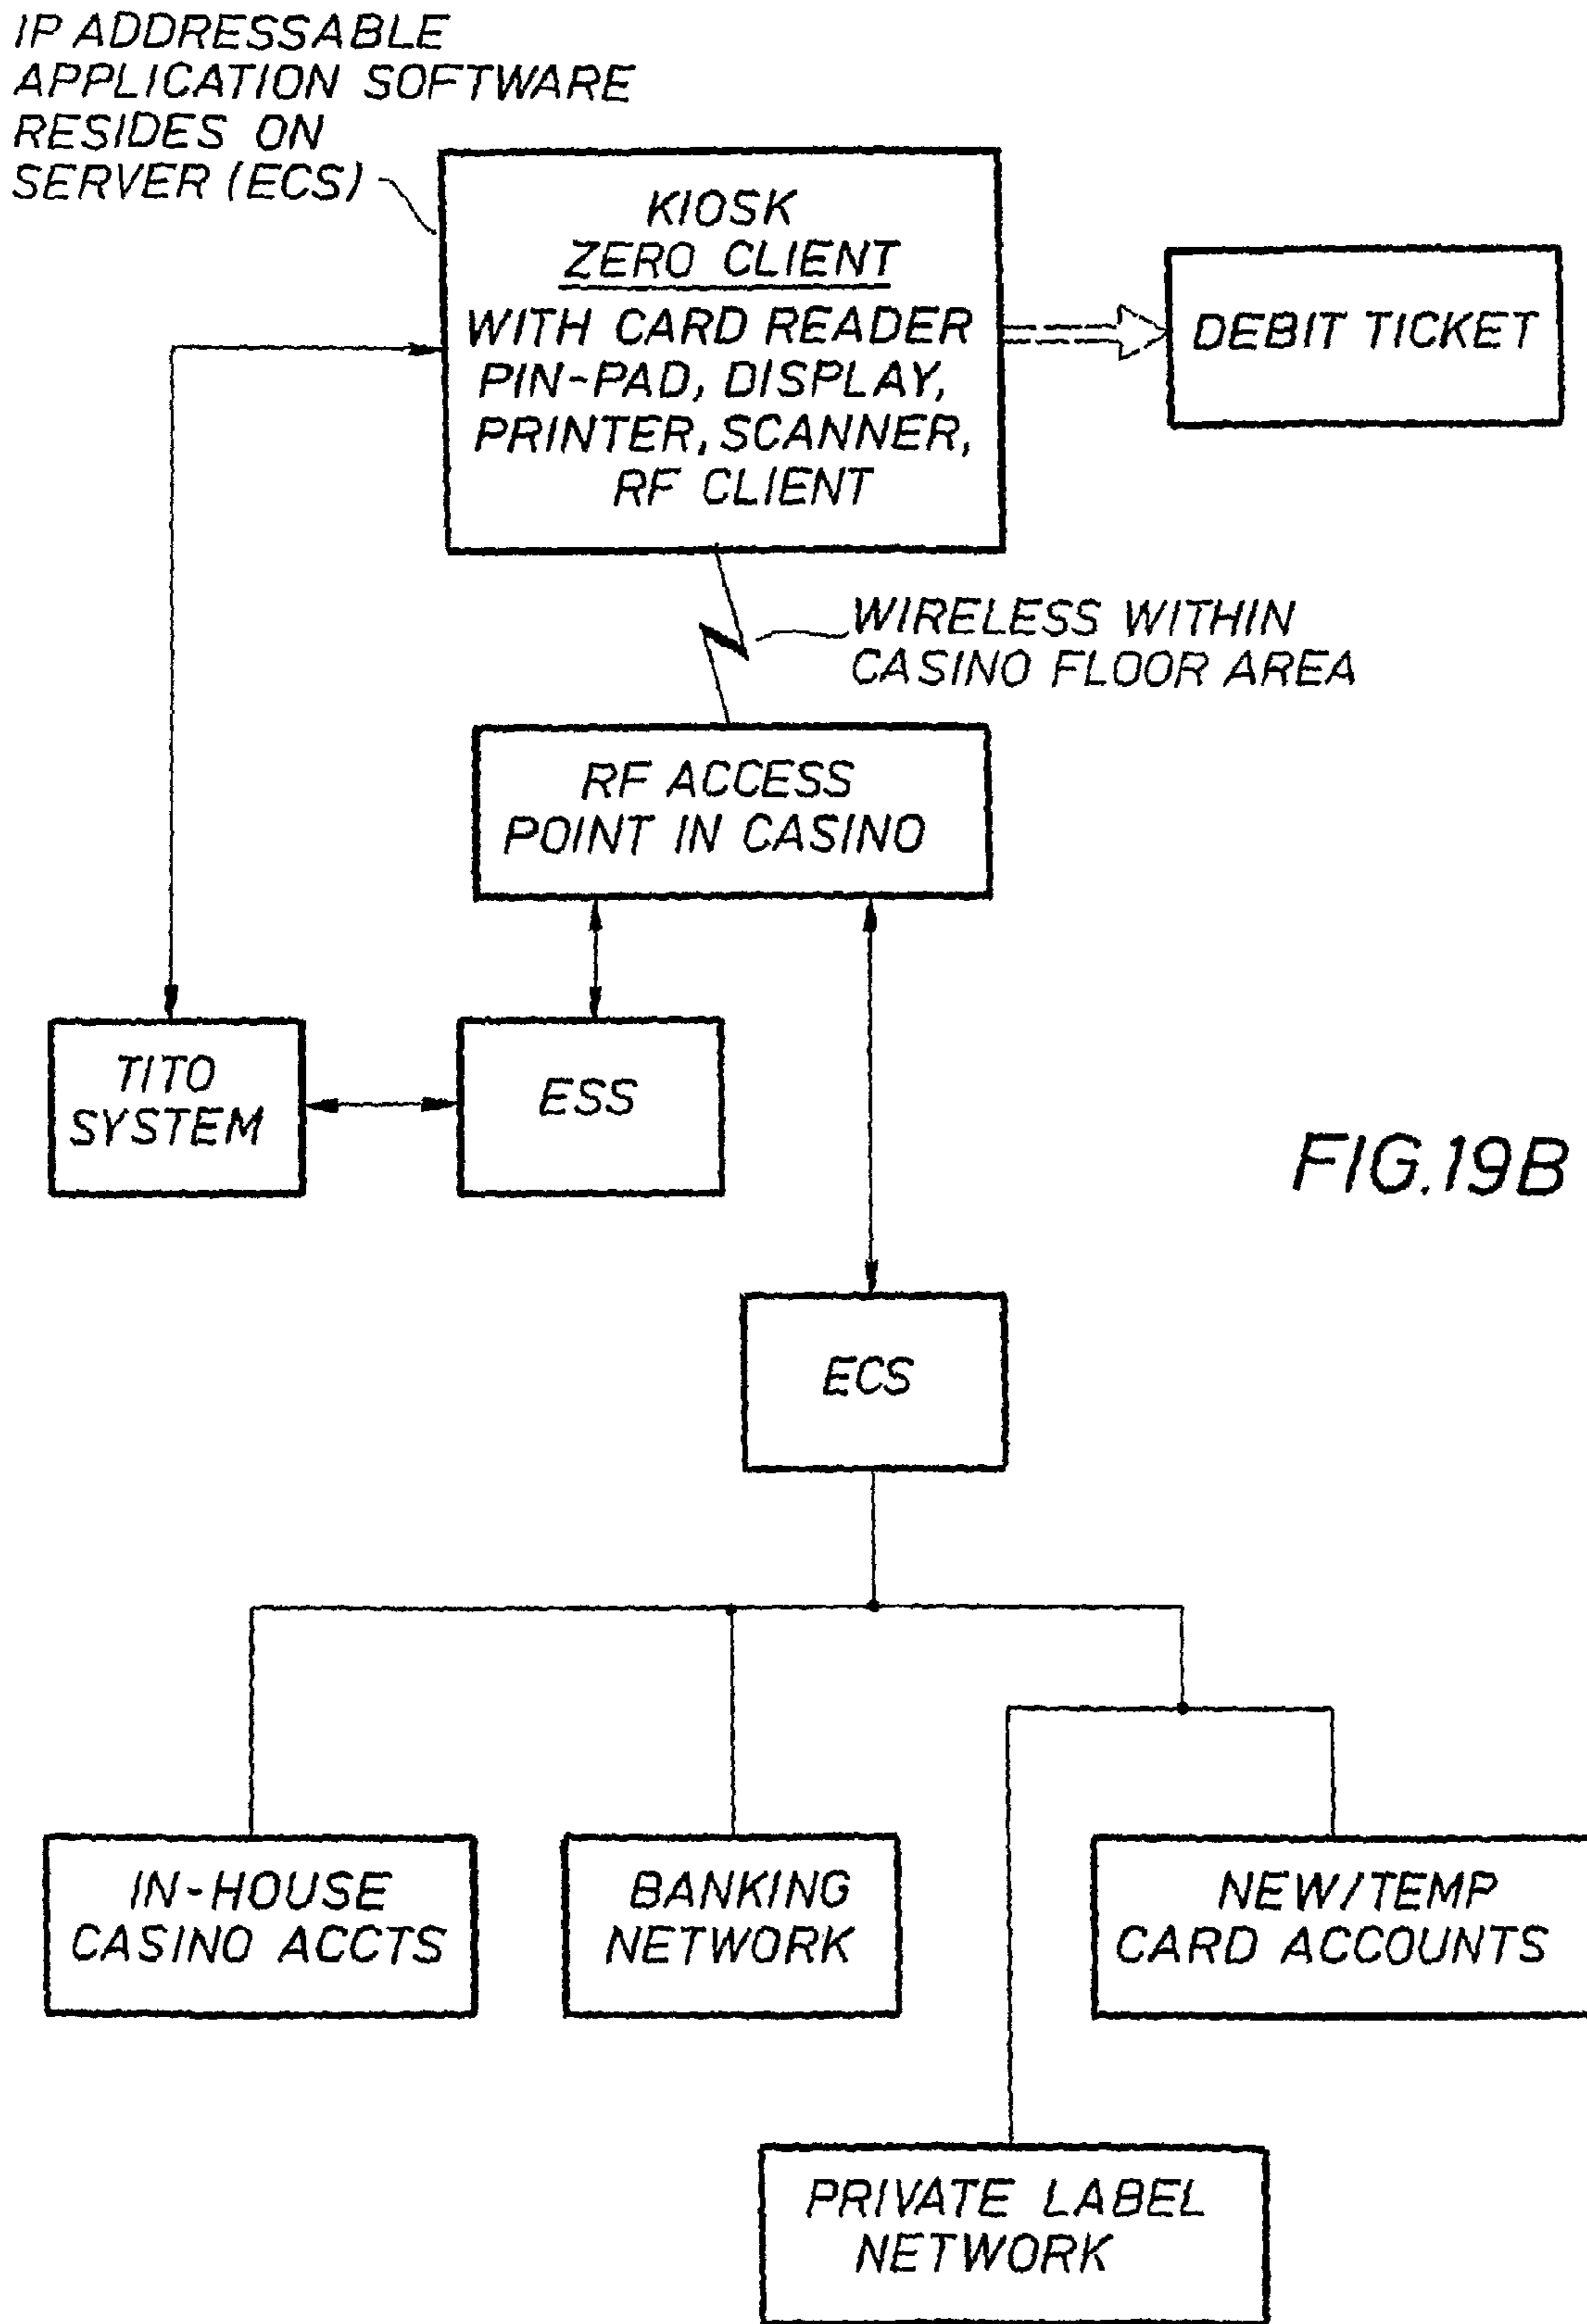 IP ADDRESSABLE
APPLICATION SOFTWARE
RESIDES ON
SERVER (ECS)
KIOSK
ZERO CLIENT
WITH CARD READER
PIN-PAD, DISPLAY,
PRINTER, SCANNER,
RF CLIENT
DEBIT TICKET
WIRELESS WITHIN
CASINO FLOOR AREA
RF ACCESS
POINT IN CASINO
TITO
SYSTEM
ESS
FIG.19B
ECS
IN-HOUSE
CASINO ACCTS
BANKING
NETWORK
NEW/TEMP
CARD ACCOUNTS
PRIVATE LABEL
NETWORK